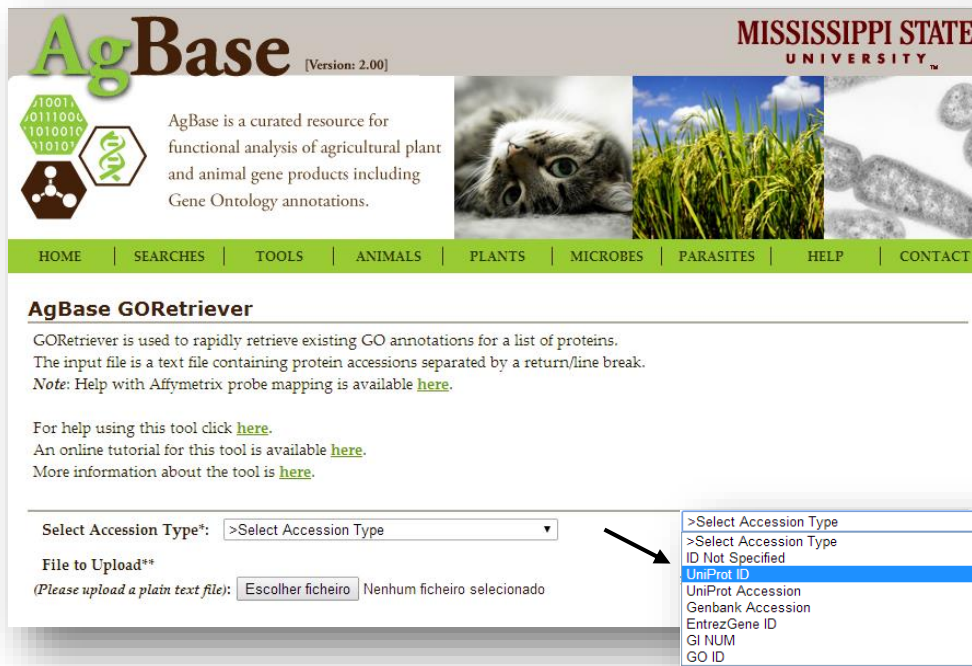 AgBase [Version: 2.00]
MISSISSIPPI STATE
UNIVERSITY™
AgBase is a curated resource for
functional analysis of agricultural plant
and animal gene products including
Gene Ontology annotations.
HOME SEARCHES TOOLS ANIMALS PLANTS MICROBES PARASITES HELP CONTACT
AgBase GORetriever
GORetriever is used to rapidly retrieve existing GO annotations for a list of proteins.
The input file is a text file containing protein accessions separated by a return/line break.
Note: Help with Affymetrix probe mapping is available here.
For help using this tool click here.
An online tutorial for this tool is available here.
More information about the tool is here.
Select Accession Type*: >Select Accession Type
File to Upload**
(Please upload a plain text file): Escolher ficheiro Nenhum ficheiro selecionado
>Select Accession Type
>Select Accession Type
ID Not Specified
UniProt ID
UniProt Accession
Genbank Accession
EntrezGene ID
GI NUM
GO ID